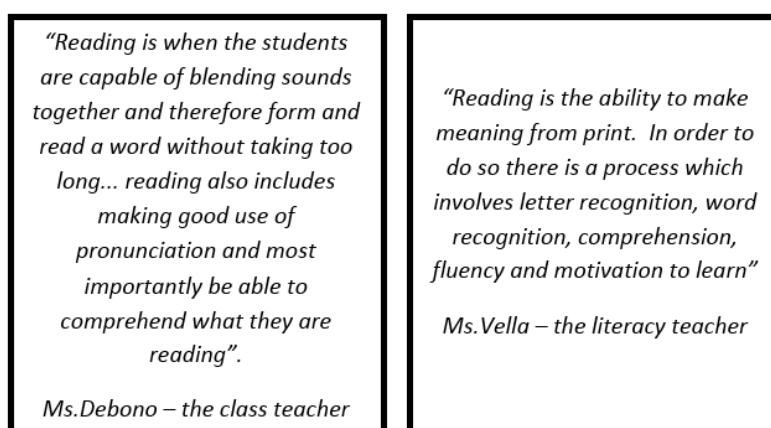 “Reading is when the students
are capable of blending sounds
together and therefore form and
read a word without taking too
long... reading also includes
making good use of
pronunciation and most
importantly be able to
comprehend what they are
reading”.
Ms.Debono – the class teacher
“Reading is the ability to make
meaning from print.  In order to
do so there is a process which
involves letter recognition, word
recognition, comprehension,
fluency and motivation to learn”
Ms.Vella – the literacy teacher